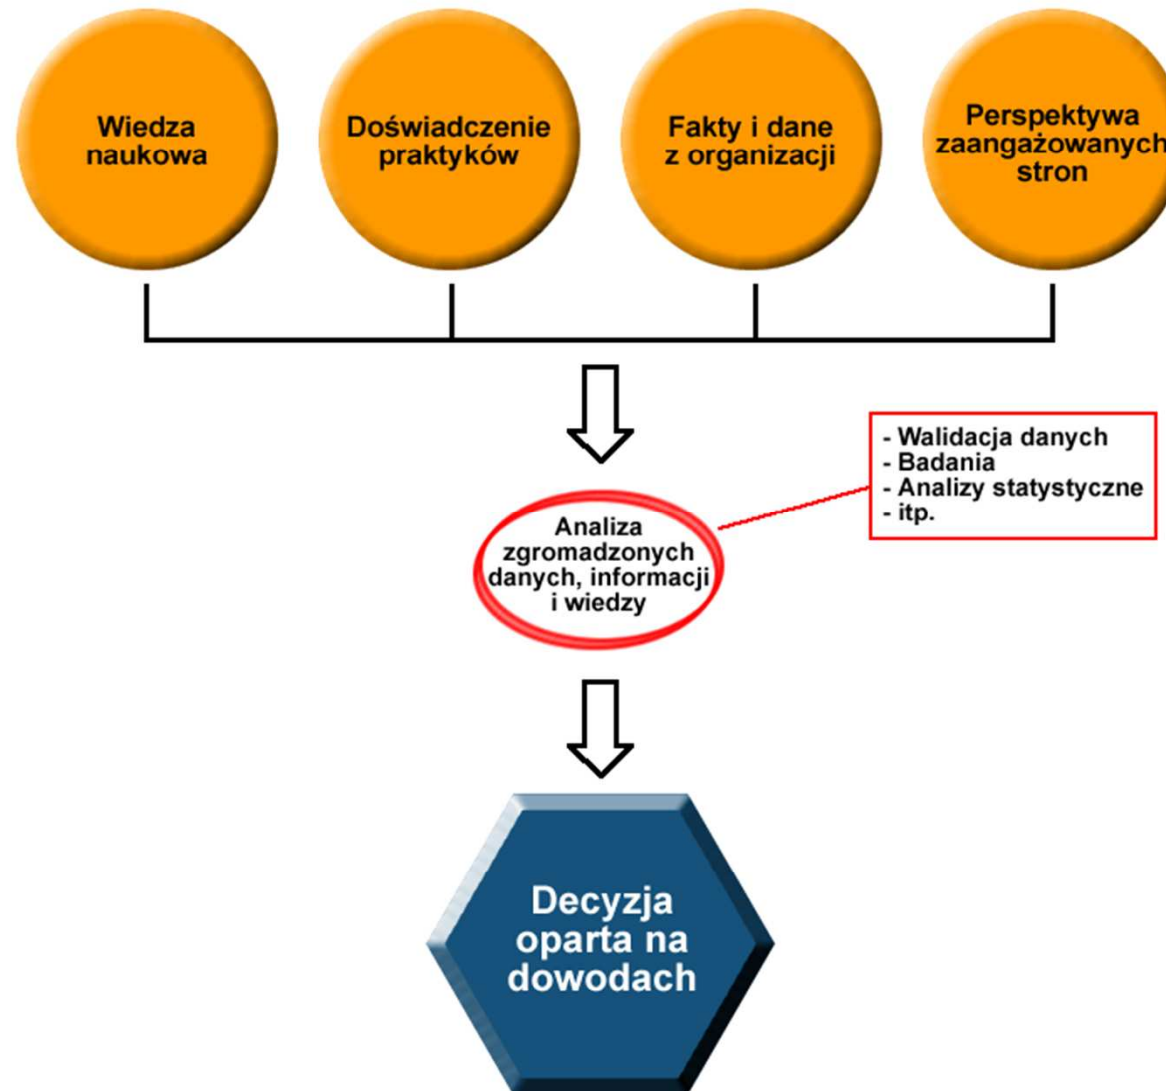 Wiedza
naukowa
Doświadczenie
praktyków
Fakty i dane
z organizacji
Perspektywa
zaangażowanych
stron
- Walidacja danych
- Badania
- Analizy statystyczne
- itp.
Analiza
zgromadzonych
danych, informacji
i wiedzy
Decyzja
oparta na
dowodach